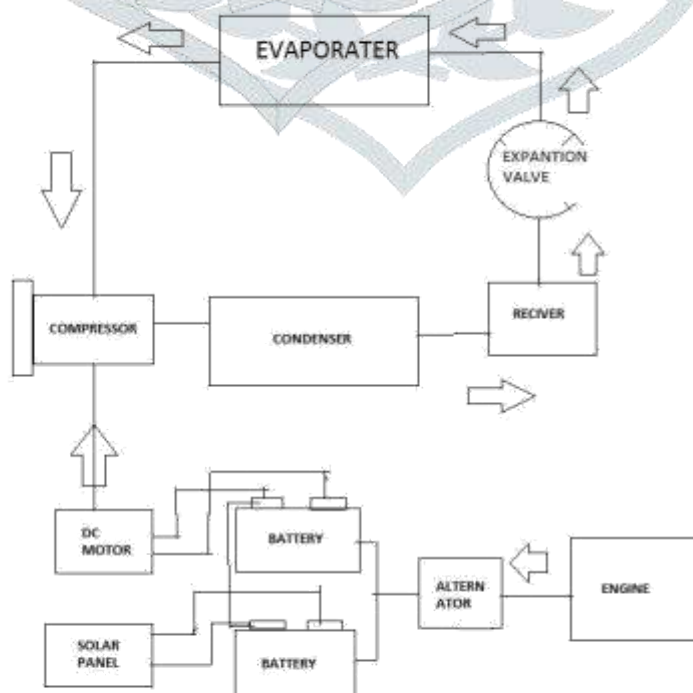 EVAPORATER
EXPANTION
VALVE
COMPRESSOR
CONDENSER
RECIVER
DC
MOTOR
BATTERY
ALTERN
ATOR
ENGINE
SOLAR
PANEL
BATTERY